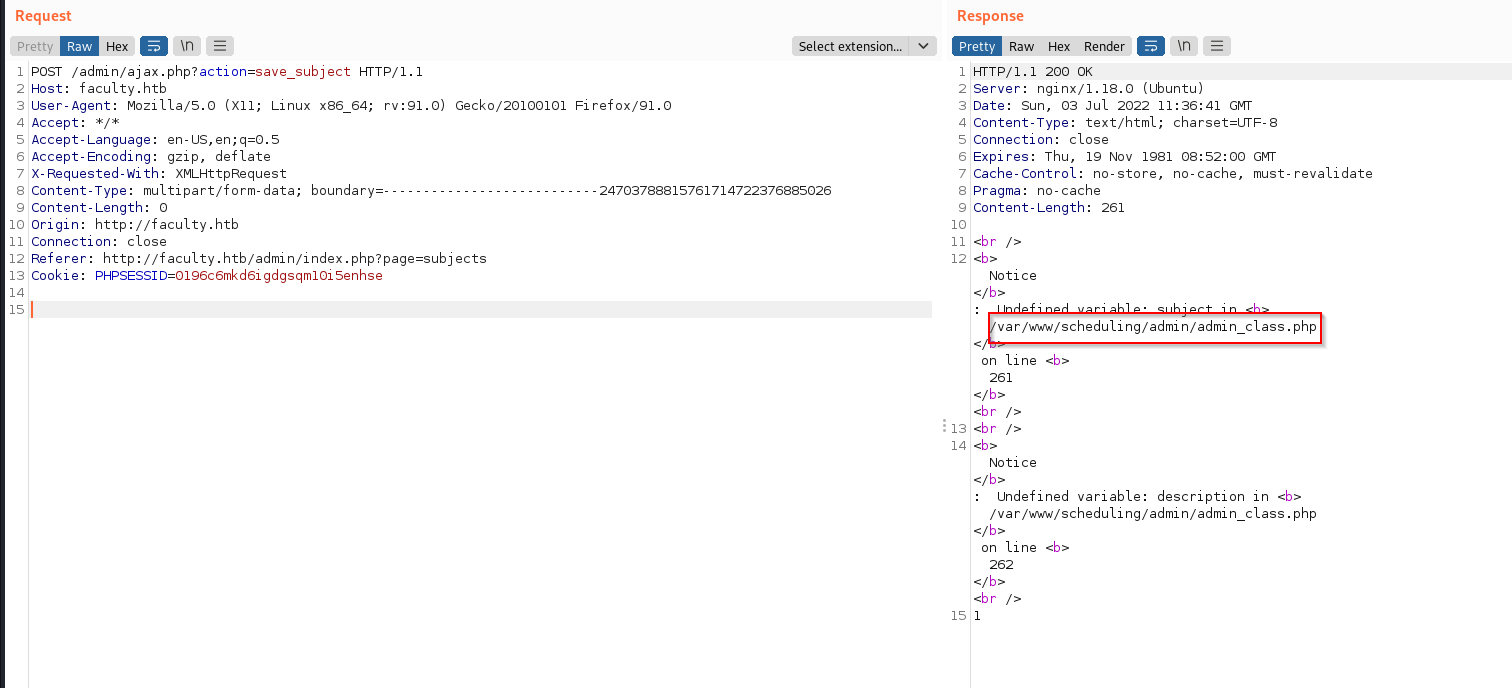 Request
Pretty Raw Hex \n Select extension...
1 POST /admin/ajax.php?action=save_subject HTTP/1.1
2 Host: faculty.htb
3 User-Agent: Mozilla/5.0 (X11; Linux x86_64; rv:91.0) Gecko/20100101 Firefox/91.0
4 Accept: */*
5 Accept-Language: en-US,en;q=0.5
6 Accept-Encoding: gzip, deflate
7 X-Requested-With: XMLHttpRequest
8 Content-Type: multipart/form-data; boundary=---------------------------247037888157617147223768850​26
9 Content-Length: 0
10 Origin: http://faculty.htb
11 Connection: close
12 Referer: http://faculty.htb/admin/index.php?page=subjects
13 Cookie: PHPSESSID=0196c6mkd6igdgsqm10i5enhse
14
15
Response
Pretty Raw Hex Render \n
1 HTTP/1.1 200 OK
2 Server: nginx/1.18.0 (Ubuntu)
3 Date: Sun, 03 Jul 2022 11:36:41 GMT
4 Content-Type: text/html; charset=UTF-8
5 Connection: close
6 Expires: Thu, 19 Nov 1981 08:52:00 GMT
7 Cache-Control: no-store, no-cache, must-revalidate
8 Pragma: no-cache
9 Content-Length: 261
10
11 <br />
12 <b>
Notice
</b>
:  Undefined variable: subject in <b>
/var/www/scheduling/admin/admin_class.php
</b>
on line <b>
261
</b>
<br />
13 <br />
14 <b>
Notice
</b>
:  Undefined variable: description in <b>
/var/www/scheduling/admin/admin_class.php
</b>
on line <b>
262
</b>
<br />
15 1